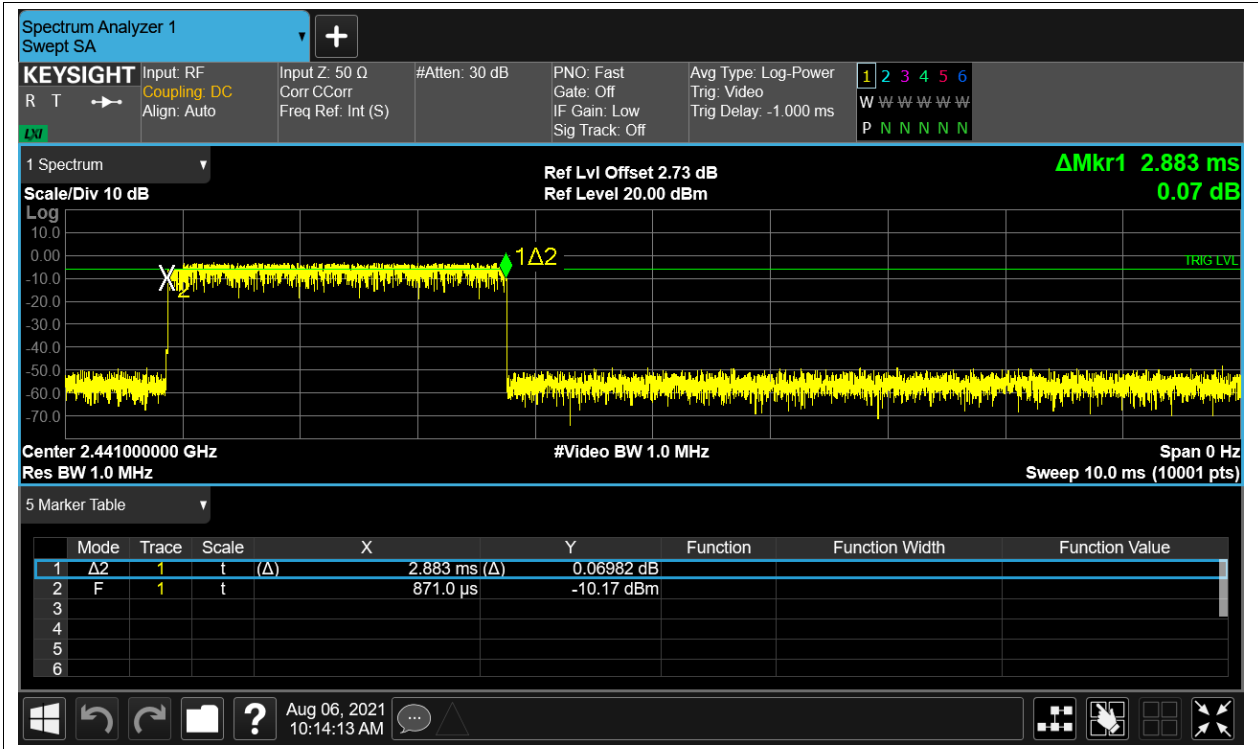 Spectrum Analyzer 1
Swept SA
KEYSIGHT Input: RF Input Z: 50 Ω #Atten: 30 dB PNO: Fast Avg Type: Log-Power 1 2 3 4 5 6
R T Coupling: DC Corr CCorr Gate: Off Trig: Video W W W W W W
Align: Auto Freq Ref: Int (S) IF Gain: Low Trig Delay: -1.000 ms P N N N N N
LXI Sig Track: Off
1 Spectrum Ref Lvl Offset 2.73 dB ΔMkr1 2.883 ms
Scale/Div 10 dB Ref Level 20.00 dBm 0.07 dB
Log
10.0
0.00 1Δ2 TRIG LVL
-10.0 X2
-20.0
-30.0
-40.0
-50.0
-60.0
-70.0
Center 2.441000000 GHz #Video BW 1.0 MHz Span 0 Hz
Res BW 1.0 MHz Sweep 10.0 ms (10001 pts)
5 Marker Table
Mode Trace Scale X Y Function Function Width Function Value
1 Δ2 1 t (Δ) 2.883 ms (Δ) 0.06982 dB
2 F 1 t 871.0 µs -10.17 dBm
3
4
5
6
? Aug 06, 2021
10:14:13 AM